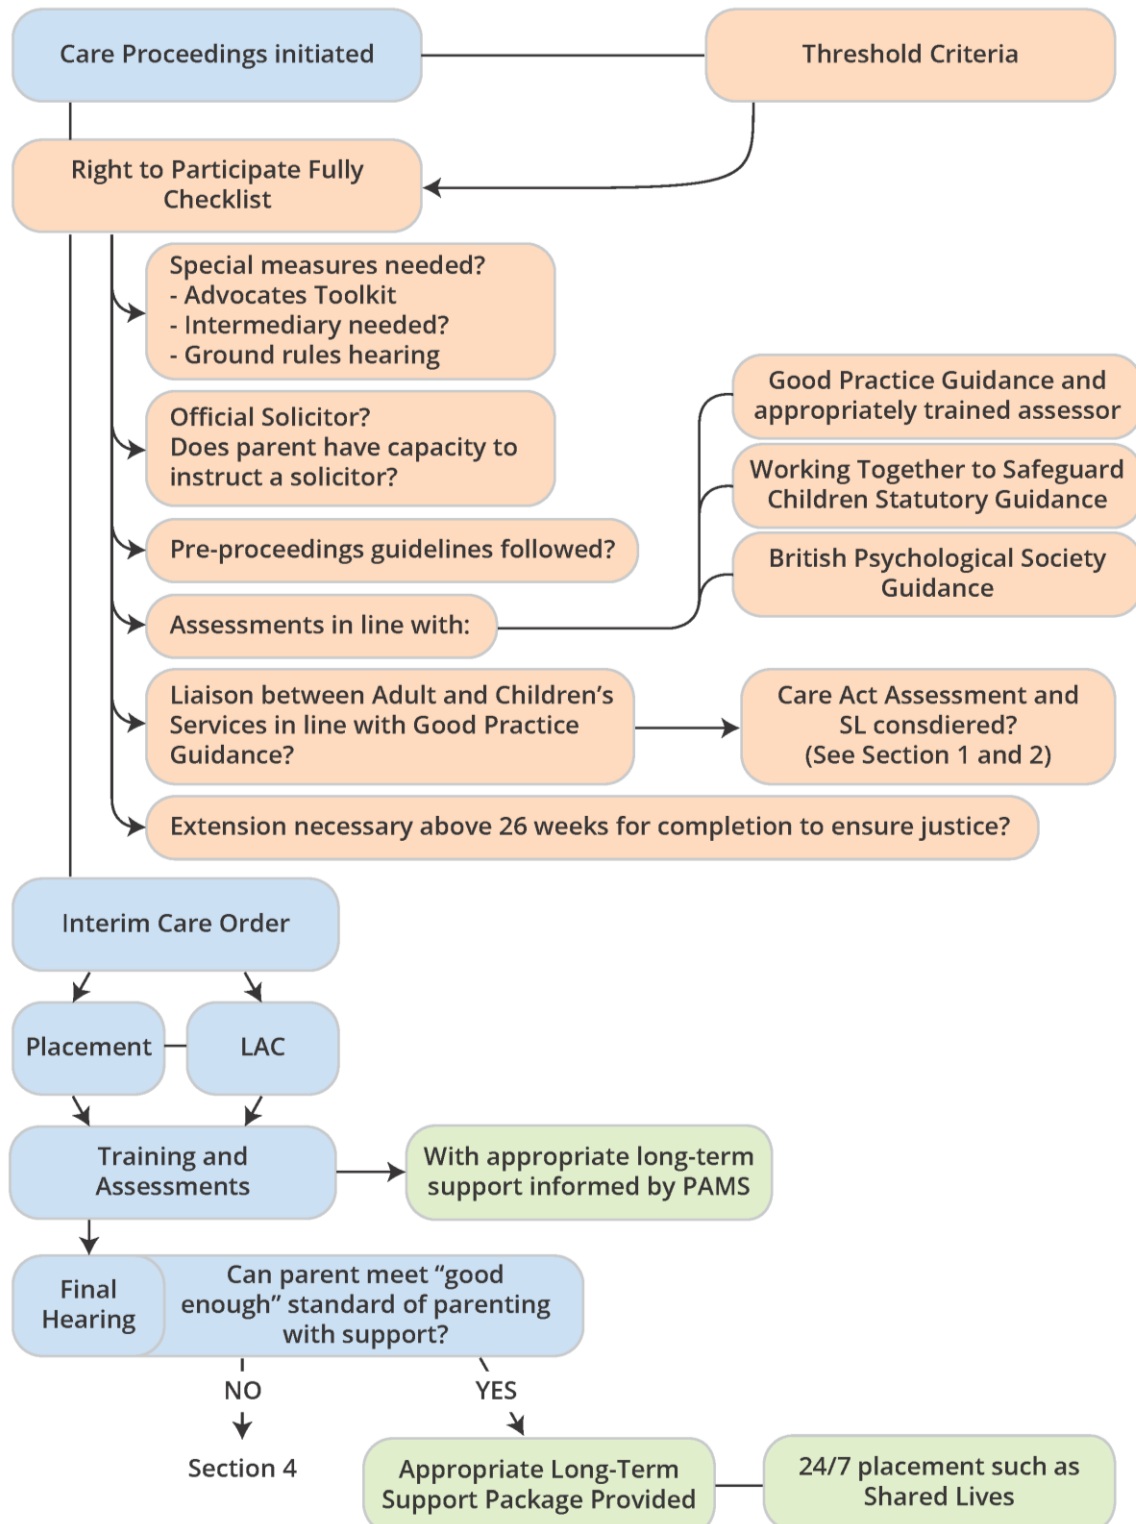 Care Proceedings initiated
Threshold Criteria
Right to Participate Fully
Checklist
Special measures needed?
- Advocates Toolkit
- Intermediary needed?
- Ground rules hearing
Official Solicitor?
Does parent have capacity to
instruct a solicitor?
Pre-proceedings guidelines followed?
Assessments in line with:
Good Practice Guidance and
appropriately trained assessor
Working Together to Safeguard
Children Statutory Guidance
British Psychological Society
Guidance
Liaison between Adult and Children’s
Services in line with Good Practice
Guidance?
Care Act Assessment and
SL consdiered?
(See Section 1 and 2)
Extension necessary above 26 weeks for completion to ensure justice?
Interim Care Order
Placement
LAC
Training and
Assessments
With appropriate long-term
support informed by PAMS
Final
Hearing
Can parent meet “good
enough” standard of parenting
with support?
NO
YES
Section 4
Appropriate Long-Term
Support Package Provided
24/7 placement such as
Shared Lives